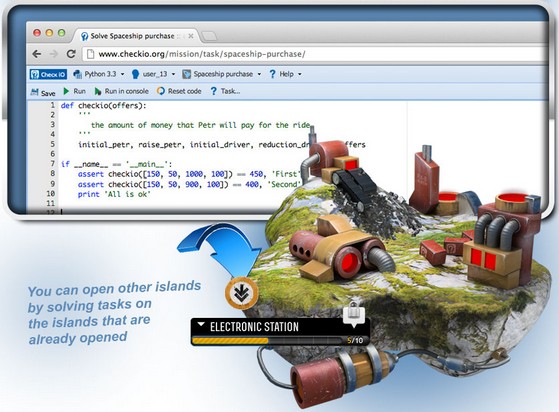 Solve Spaceship purchase
www.checkio.org/mission/task/spaceship-purchase/
Check iO Python 3.3 user_13 Spaceship purchase Help
Save Run Run in console Reset code Task...
1 def checkio(offers):
2 '''
3 the amount of money that Petr will pay for the ride
4 '''
5 initial_petr, raise_petr, initial_driver, reduction_ offers
6
7 if __name__ == '__main__':
8 assert checkio([150, 50, 1000, 100]) == 450, 'First
9 assert checkio([150, 50, 900, 100]) == 400, 'Second
10 print 'All is ok'
11
12
You can open other islands
by solving tasks on
the islands that are
already opened
ELECTRONIC STATION
5/10